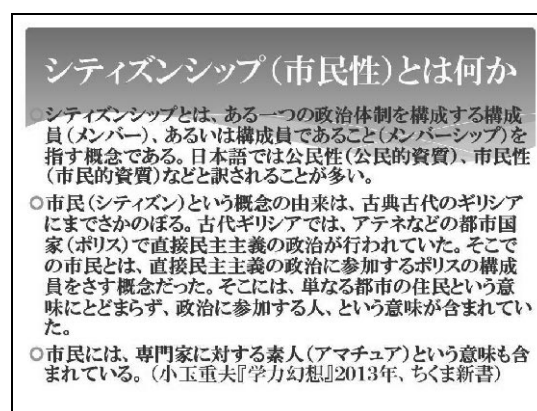 シティズンシップ(市民性)とは何か
○シティズンシップとは、ある一つの政治体制を構成する構成
員(メンバー)、あるいは構成員であること(メンバーシップ)を
指す概念である。日本語では公民性(公民的資質)、市民性
(市民的資質)などと訳されることが多い。
○市民(シティズン)という概念の由来は、古典古代のギリシア
にまでさかのぼる。古代ギリシアでは、アテネなどの都市国
家(ポリス)で直接民主主義の政治が行われていた。そこで
の市民とは、直接民主主義の政治に参加するポリスの構成
員をさす概念だった。そこには、単なる都市の住民という意
味にとどまらず、政治に参加する人、という意味が含まれてい
た。
○市民には、専門家に対する素人(アマチュア)という意味も含
まれている。(小玉重夫『学力幻想』2013年、ちくま新書)